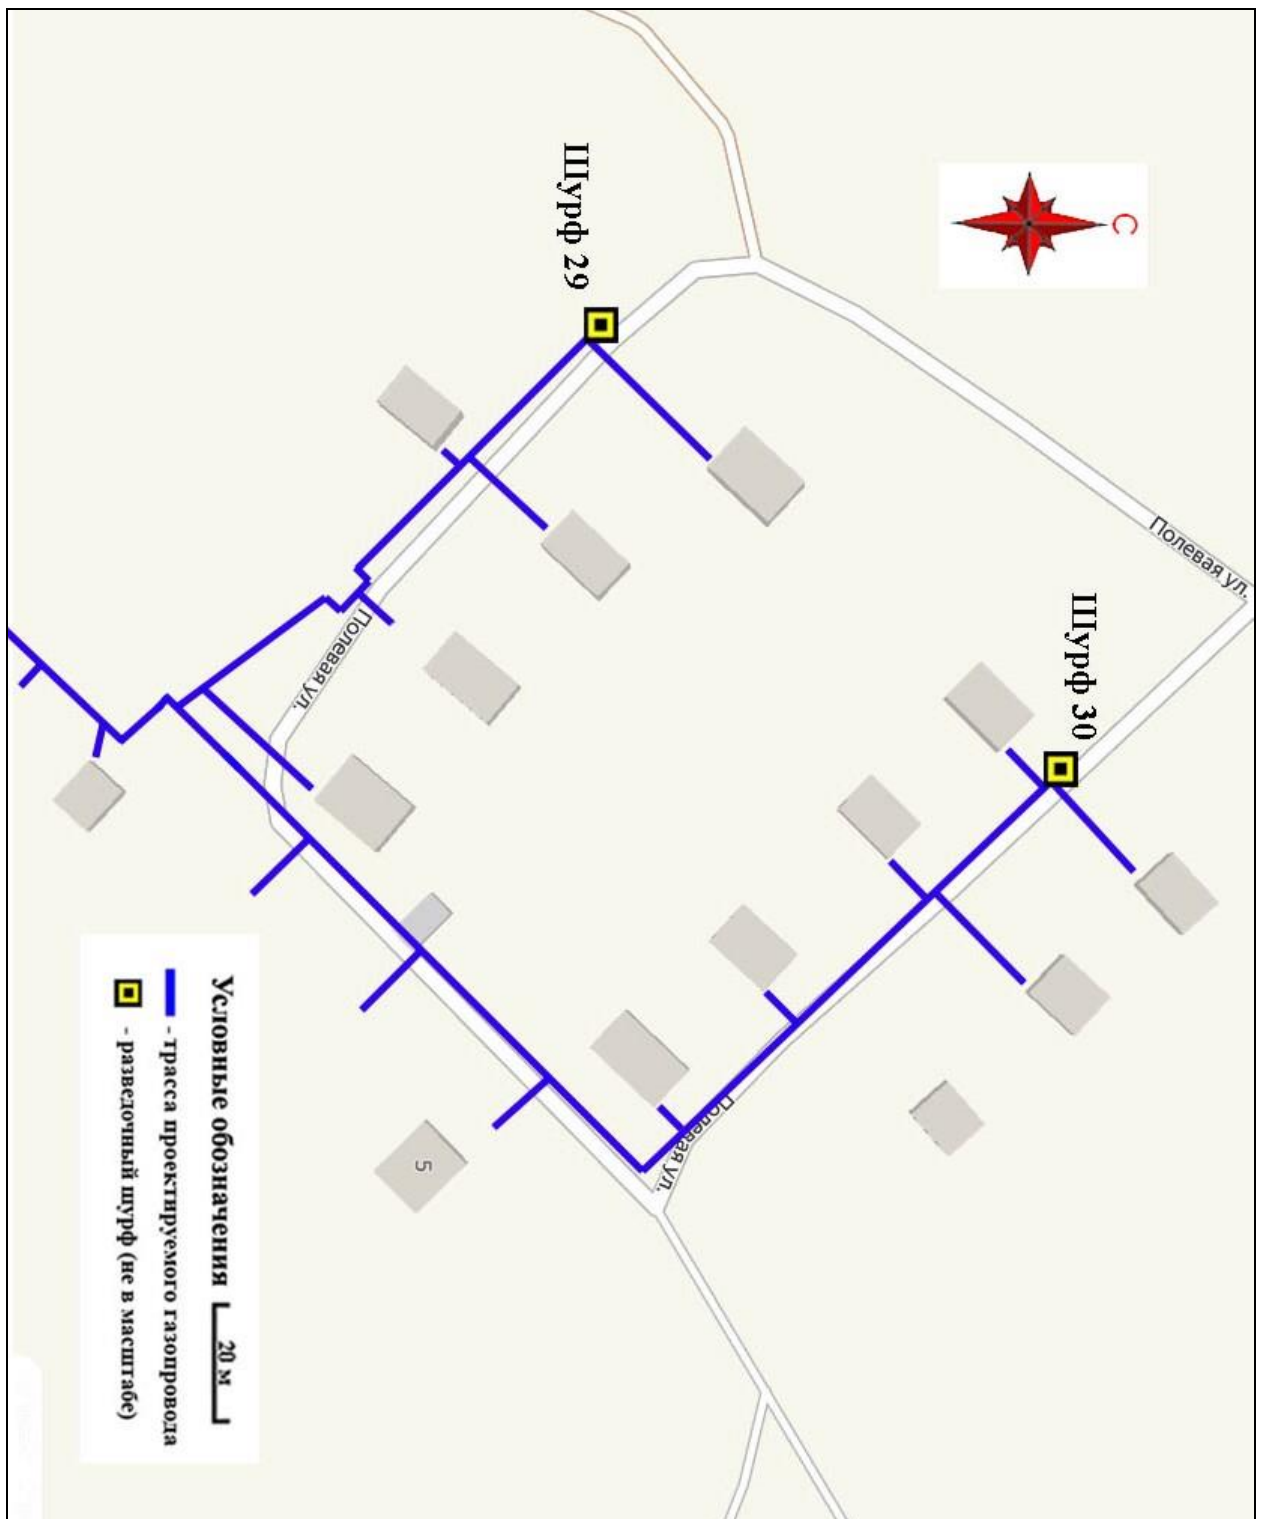 С
Шурф 29
Полевая ул.
Шурф 30
Полевая ул.
Полевая ул.
5
Условные обозначения
20 м
- трасса проектируемого газопровода
- разведочный шурф (не в масштабе)